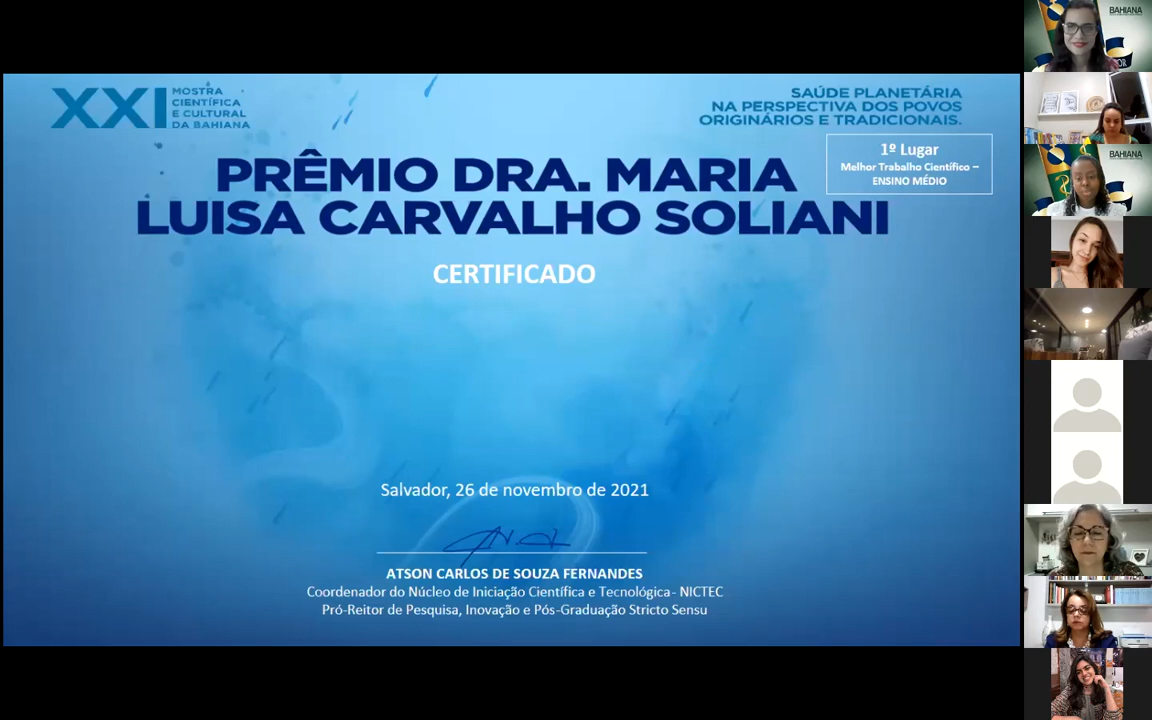 XXI
MOSTRA
CIENTÍFICA
E CULTURAL
DA BAHIANA
SAÚDE PLANETÁRIA
NA PERSPECTIVA DOS POVOS
ORIGINÁRIOS E TRADICIONAIS.
1º Lugar
Melhor Trabalho Científico –
ENSINO MÉDIO
PRÊMIO DRA. MARIA
LUISA CARVALHO SOLIANI
CERTIFICADO
Salvador, 26 de novembro de 2021
ATSON CARLOS DE SOUZA FERNANDES
Coordenador do Núcleo de Iniciação Científica e Tecnológica- NICTEC
Pró-Reitor de Pesquisa, Inovação e Pós-Graduação Stricto Sensu
BAHIANA
BAHIANA